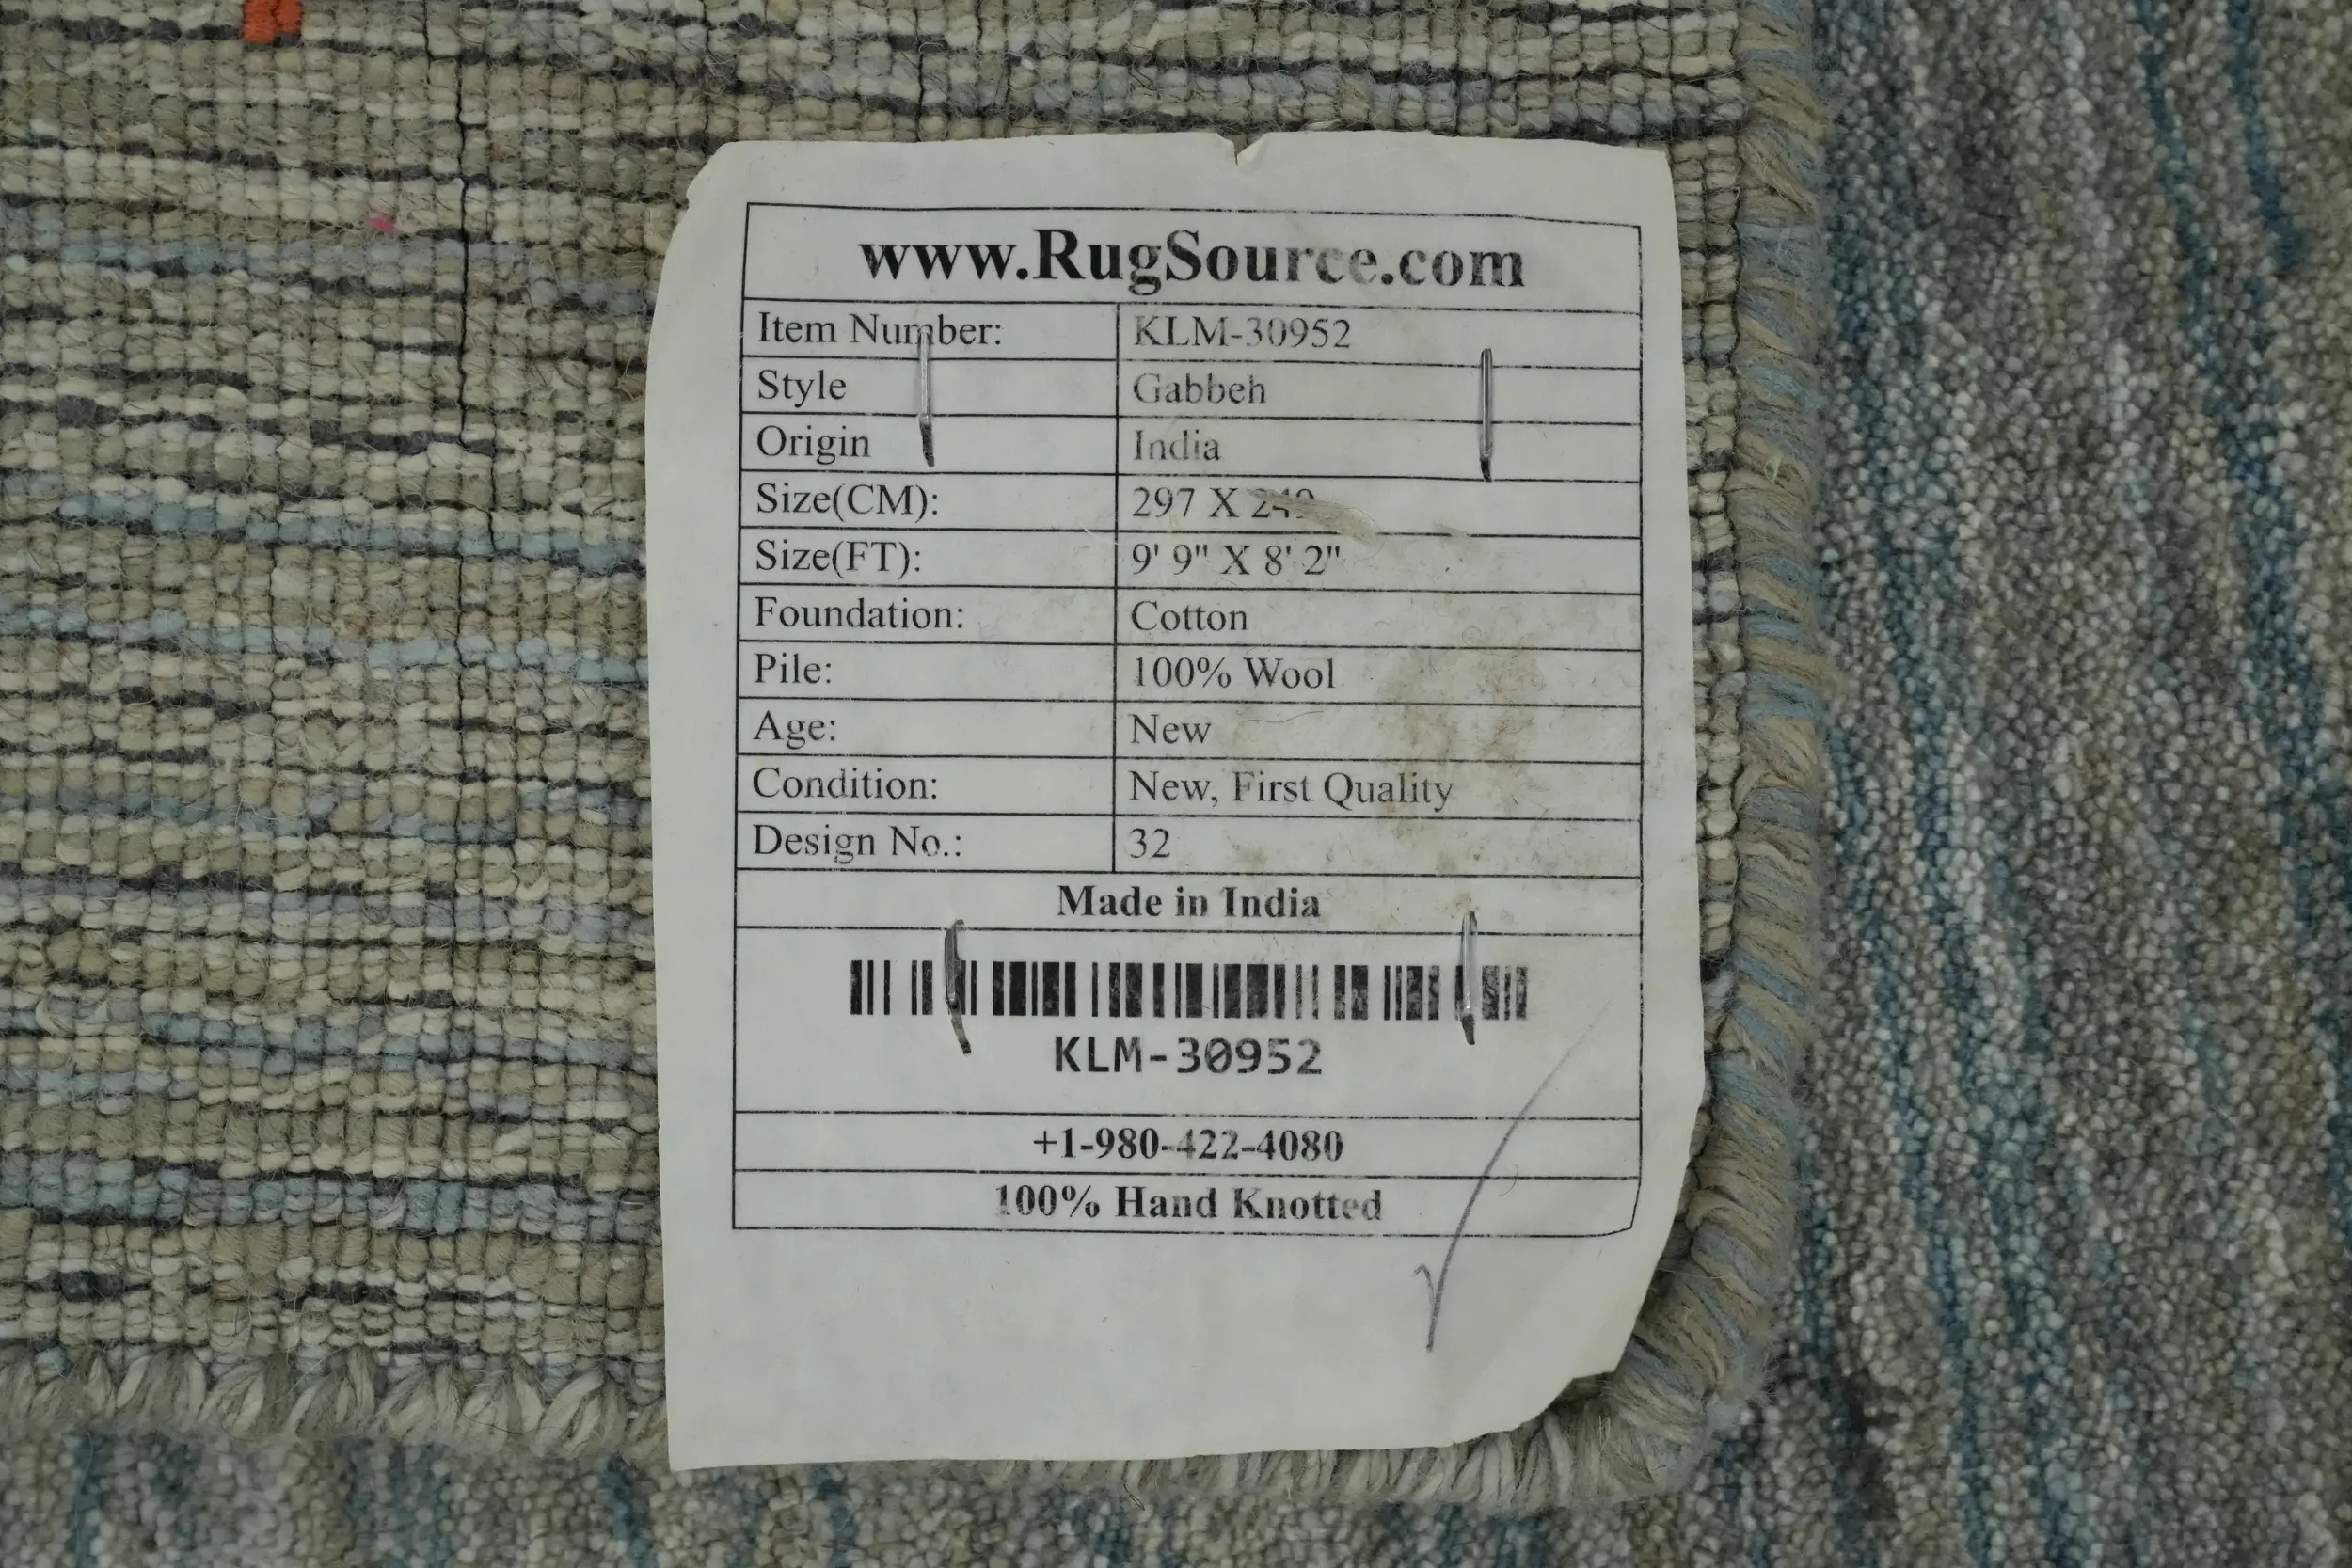 www.RugSource.com
Item Number: KLM-30952
Style Gabbeh
Origin India
Size(CM): 297 X 249
Size(FT): 9' 9" X 8' 2"
Foundation: Cotton
Pile: 100% Wool
Age: New
Condition: New, First Quality
Design No.: 32
Made in India
KLM-30952
+1-980-422-4080
100% Hand Knotted